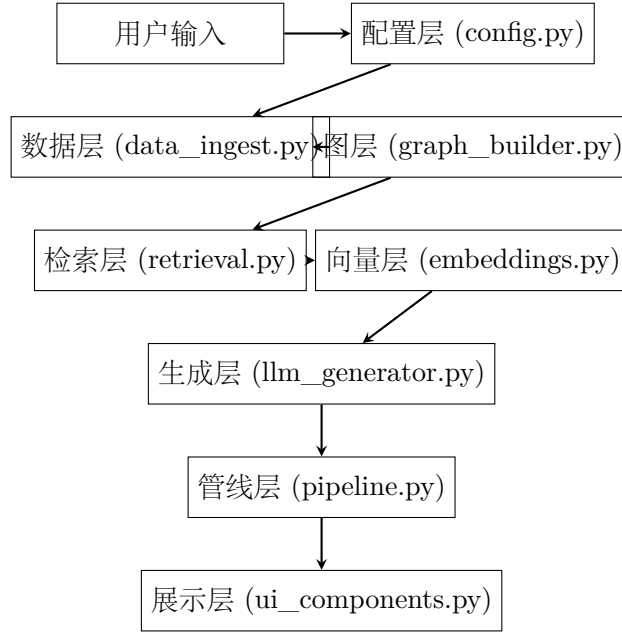 用户输入
配置层 (config.py)
数据层 (data_ingest.py)
图层 (graph_builder.py)
检索层 (retrieval.py)
向量层 (embeddings.py)
生成层 (llm_generator.py)
管线层 (pipeline.py)
展示层 (ui_components.py)